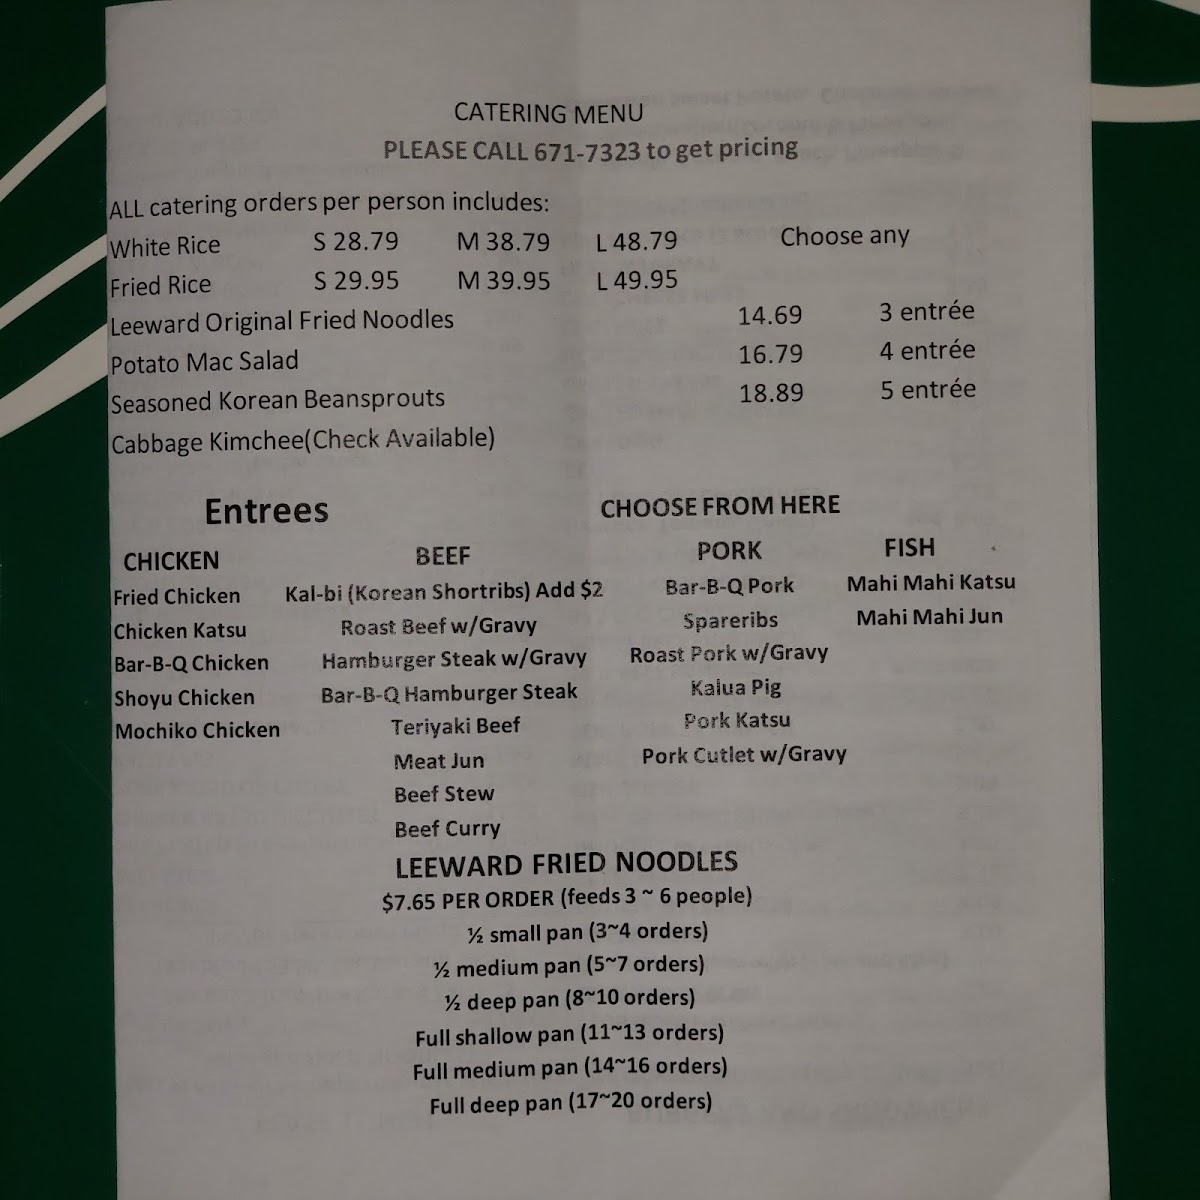 CATERING MENU
PLEASE CALL 671-7323 to get pricing
ALL catering orders per person includes:
White Rice S 28.79 M 38.79 L 48.79 Choose any
Fried Rice S 29.95 M 39.95 L 49.95
Leeward Original Fried Noodles 14.69 3 entrée
Potato Mac Salad 16.79 4 entrée
Seasoned Korean Beansprouts 18.89 5 entrée
Cabbage Kimchee(Check Available)
Entrees CHOOSE FROM HERE
CHICKEN BEEF PORK FISH
Fried Chicken Kal-bi (Korean Shortribs) Add $2 Bar-B-Q Pork Mahi Mahi Katsu
Chicken Katsu Roast Beef w/Gravy Spareribs Mahi Mahi Jun
Bar-B-Q Chicken Hamburger Steak w/Gravy Roast Pork w/Gravy
Shoyu Chicken Bar-B-Q Hamburger Steak Kalua Pig
Mochiko Chicken Teriyaki Beef Pork Katsu
Meat Jun Pork Cutlet w/Gravy
Beef Stew
Beef Curry
LEEWARD FRIED NOODLES
$7.65 PER ORDER (feeds 3 ~ 6 people)
½ small pan (3~4 orders)
½ medium pan (5~7 orders)
½ deep pan (8~10 orders)
Full shallow pan (11~13 orders)
Full medium pan (14~16 orders)
Full deep pan (17~20 orders)